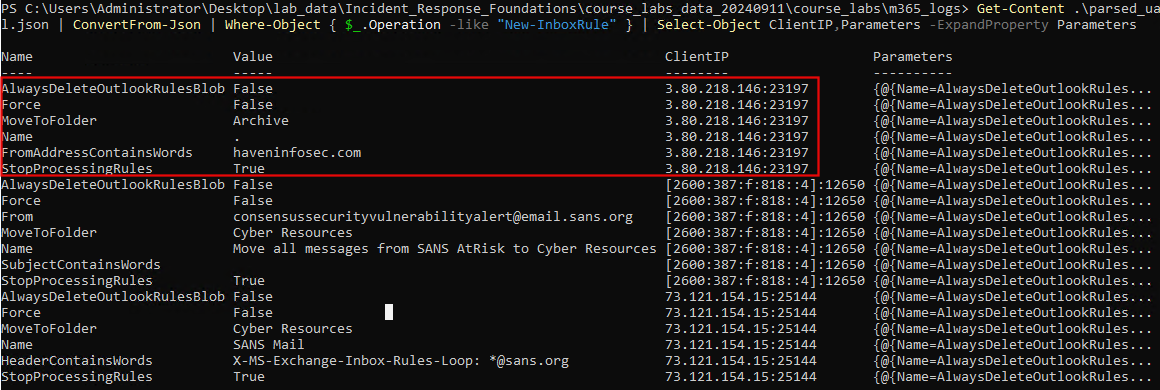 PS C:\Users\Administrator\Desktop\lab_data\Incident_Response_Foundations\course_labs_data_20240911\course_labs\m365_logs> Get-Content .\parsed_ua
l.json | ConvertFrom-Json | Where-Object { $_.Operation -like "New-InboxRule" } | Select-Object ClientIP,Parameters -ExpandProperty Parameters
Name Value ClientIP Parameters
---- ----- -------- ----------
AlwaysDeleteOutlookRulesBlob False 3.80.218.146:23197 {@{Name=AlwaysDeleteOutlookRules...
Force False 3.80.218.146:23197 {@{Name=AlwaysDeleteOutlookRules...
MoveToFolder Archive 3.80.218.146:23197 {@{Name=AlwaysDeleteOutlookRules...
Name . 3.80.218.146:23197 {@{Name=AlwaysDeleteOutlookRules...
FromAddressContainsWords haveninfosec.com 3.80.218.146:23197 {@{Name=AlwaysDeleteOutlookRules...
StopProcessingRules True 3.80.218.146:23197 {@{Name=AlwaysDeleteOutlookRules...
AlwaysDeleteOutlookRulesBlob False [2600:387:f:818::4]:12650 {@{Name=AlwaysDeleteOutlookRules...
Force False [2600:387:f:818::4]:12650 {@{Name=AlwaysDeleteOutlookRules...
From consensussecurityvulnerabilityalert@email.sans.org [2600:387:f:818::4]:12650 {@{Name=AlwaysDeleteOutlookRules...
MoveToFolder Cyber Resources [2600:387:f:818::4]:12650 {@{Name=AlwaysDeleteOutlookRules...
Name Move all messages from SANS AtRisk to Cyber Resources [2600:387:f:818::4]:12650 {@{Name=AlwaysDeleteOutlookRules...
SubjectContainsWords [2600:387:f:818::4]:12650 {@{Name=AlwaysDeleteOutlookRules...
StopProcessingRules True [2600:387:f:818::4]:12650 {@{Name=AlwaysDeleteOutlookRules...
AlwaysDeleteOutlookRulesBlob False 73.121.154.15:25144 {@{Name=AlwaysDeleteOutlookRules...
Force False 73.121.154.15:25144 {@{Name=AlwaysDeleteOutlookRules...
MoveToFolder Cyber Resources 73.121.154.15:25144 {@{Name=AlwaysDeleteOutlookRules...
Name SANS Mail 73.121.154.15:25144 {@{Name=AlwaysDeleteOutlookRules...
HeaderContainsWords X-MS-Exchange-Inbox-Rules-Loop: *@sans.org 73.121.154.15:25144 {@{Name=AlwaysDeleteOutlookRules...
StopProcessingRules True 73.121.154.15:25144 {@{Name=AlwaysDeleteOutlookRules...